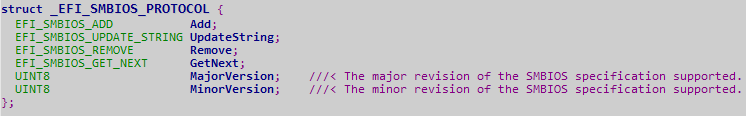 struct _EFI_SMBIOS_PROTOCOL {
  EFI_SMBIOS_ADD           Add;
  EFI_SMBIOS_UPDATE_STRING UpdateString;
  EFI_SMBIOS_REMOVE        Remove;
  EFI_SMBIOS_GET_NEXT      GetNext;
  UINT8                    MajorVersion;    ///< The major revision of the SMBIOS specification supported.
  UINT8                    MinorVersion;    ///< The minor revision of the SMBIOS specification supported.
};